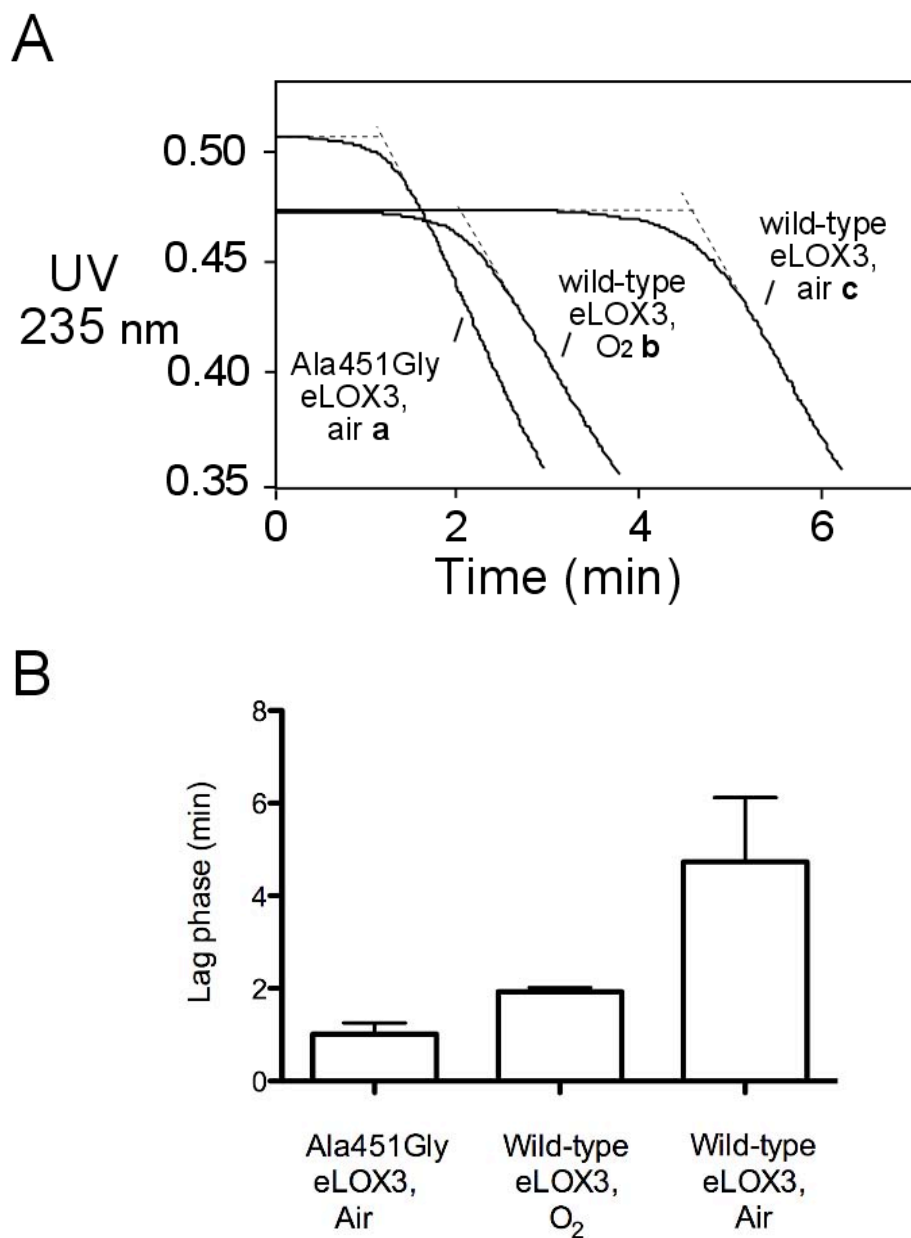 A
0.50
0.45
0.40
0.35
UV
235 nm
wild-type
eLOX3,
air c
wild-type
eLOX3,
O2 b
Ala451Gly
eLOX3,
air a
0
2
4
6
Time (min)
B
8
6
4
2
0
Lag phase (min)
Ala451Gly
eLOX3,
Air
Wild-type
eLOX3,
O2
Wild-type
eLOX3,
Air